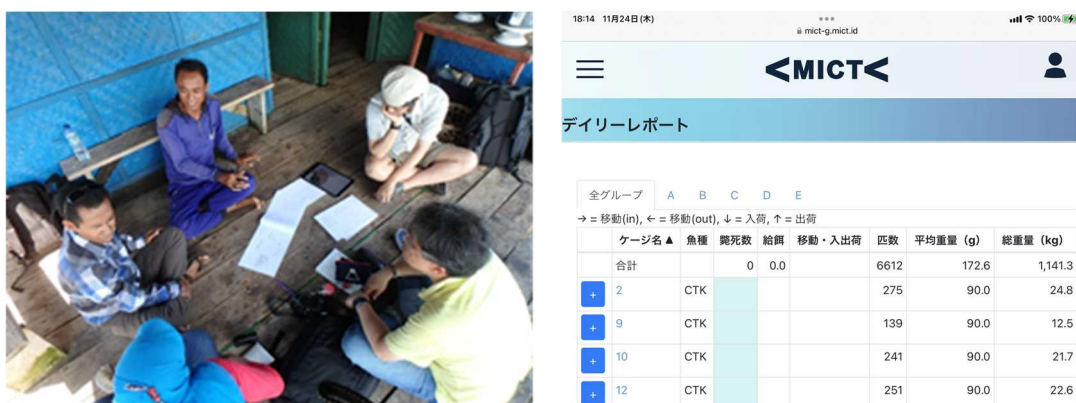 18:14 11月24日(木)
100%
mict-g.mict.id
<MICT<
デイリーレポート
全グループ A B C D E
→ = 移動(in), ← = 移動(out), ↓ = 入荷, ↑ = 出荷
ケージ名▲ 魚種 斃死数 給餌 移動・入出荷 匹数 平均重量 (g) 総重量 (kg)
合計 0 0.0 6612 172.6 1,141.3
+ 2 CTK 275 90.0 24.8
+ 9 CTK 139 90.0 12.5
+ 10 CTK 241 90.0 21.7
+ 12 CTK 251 90.0 22.6